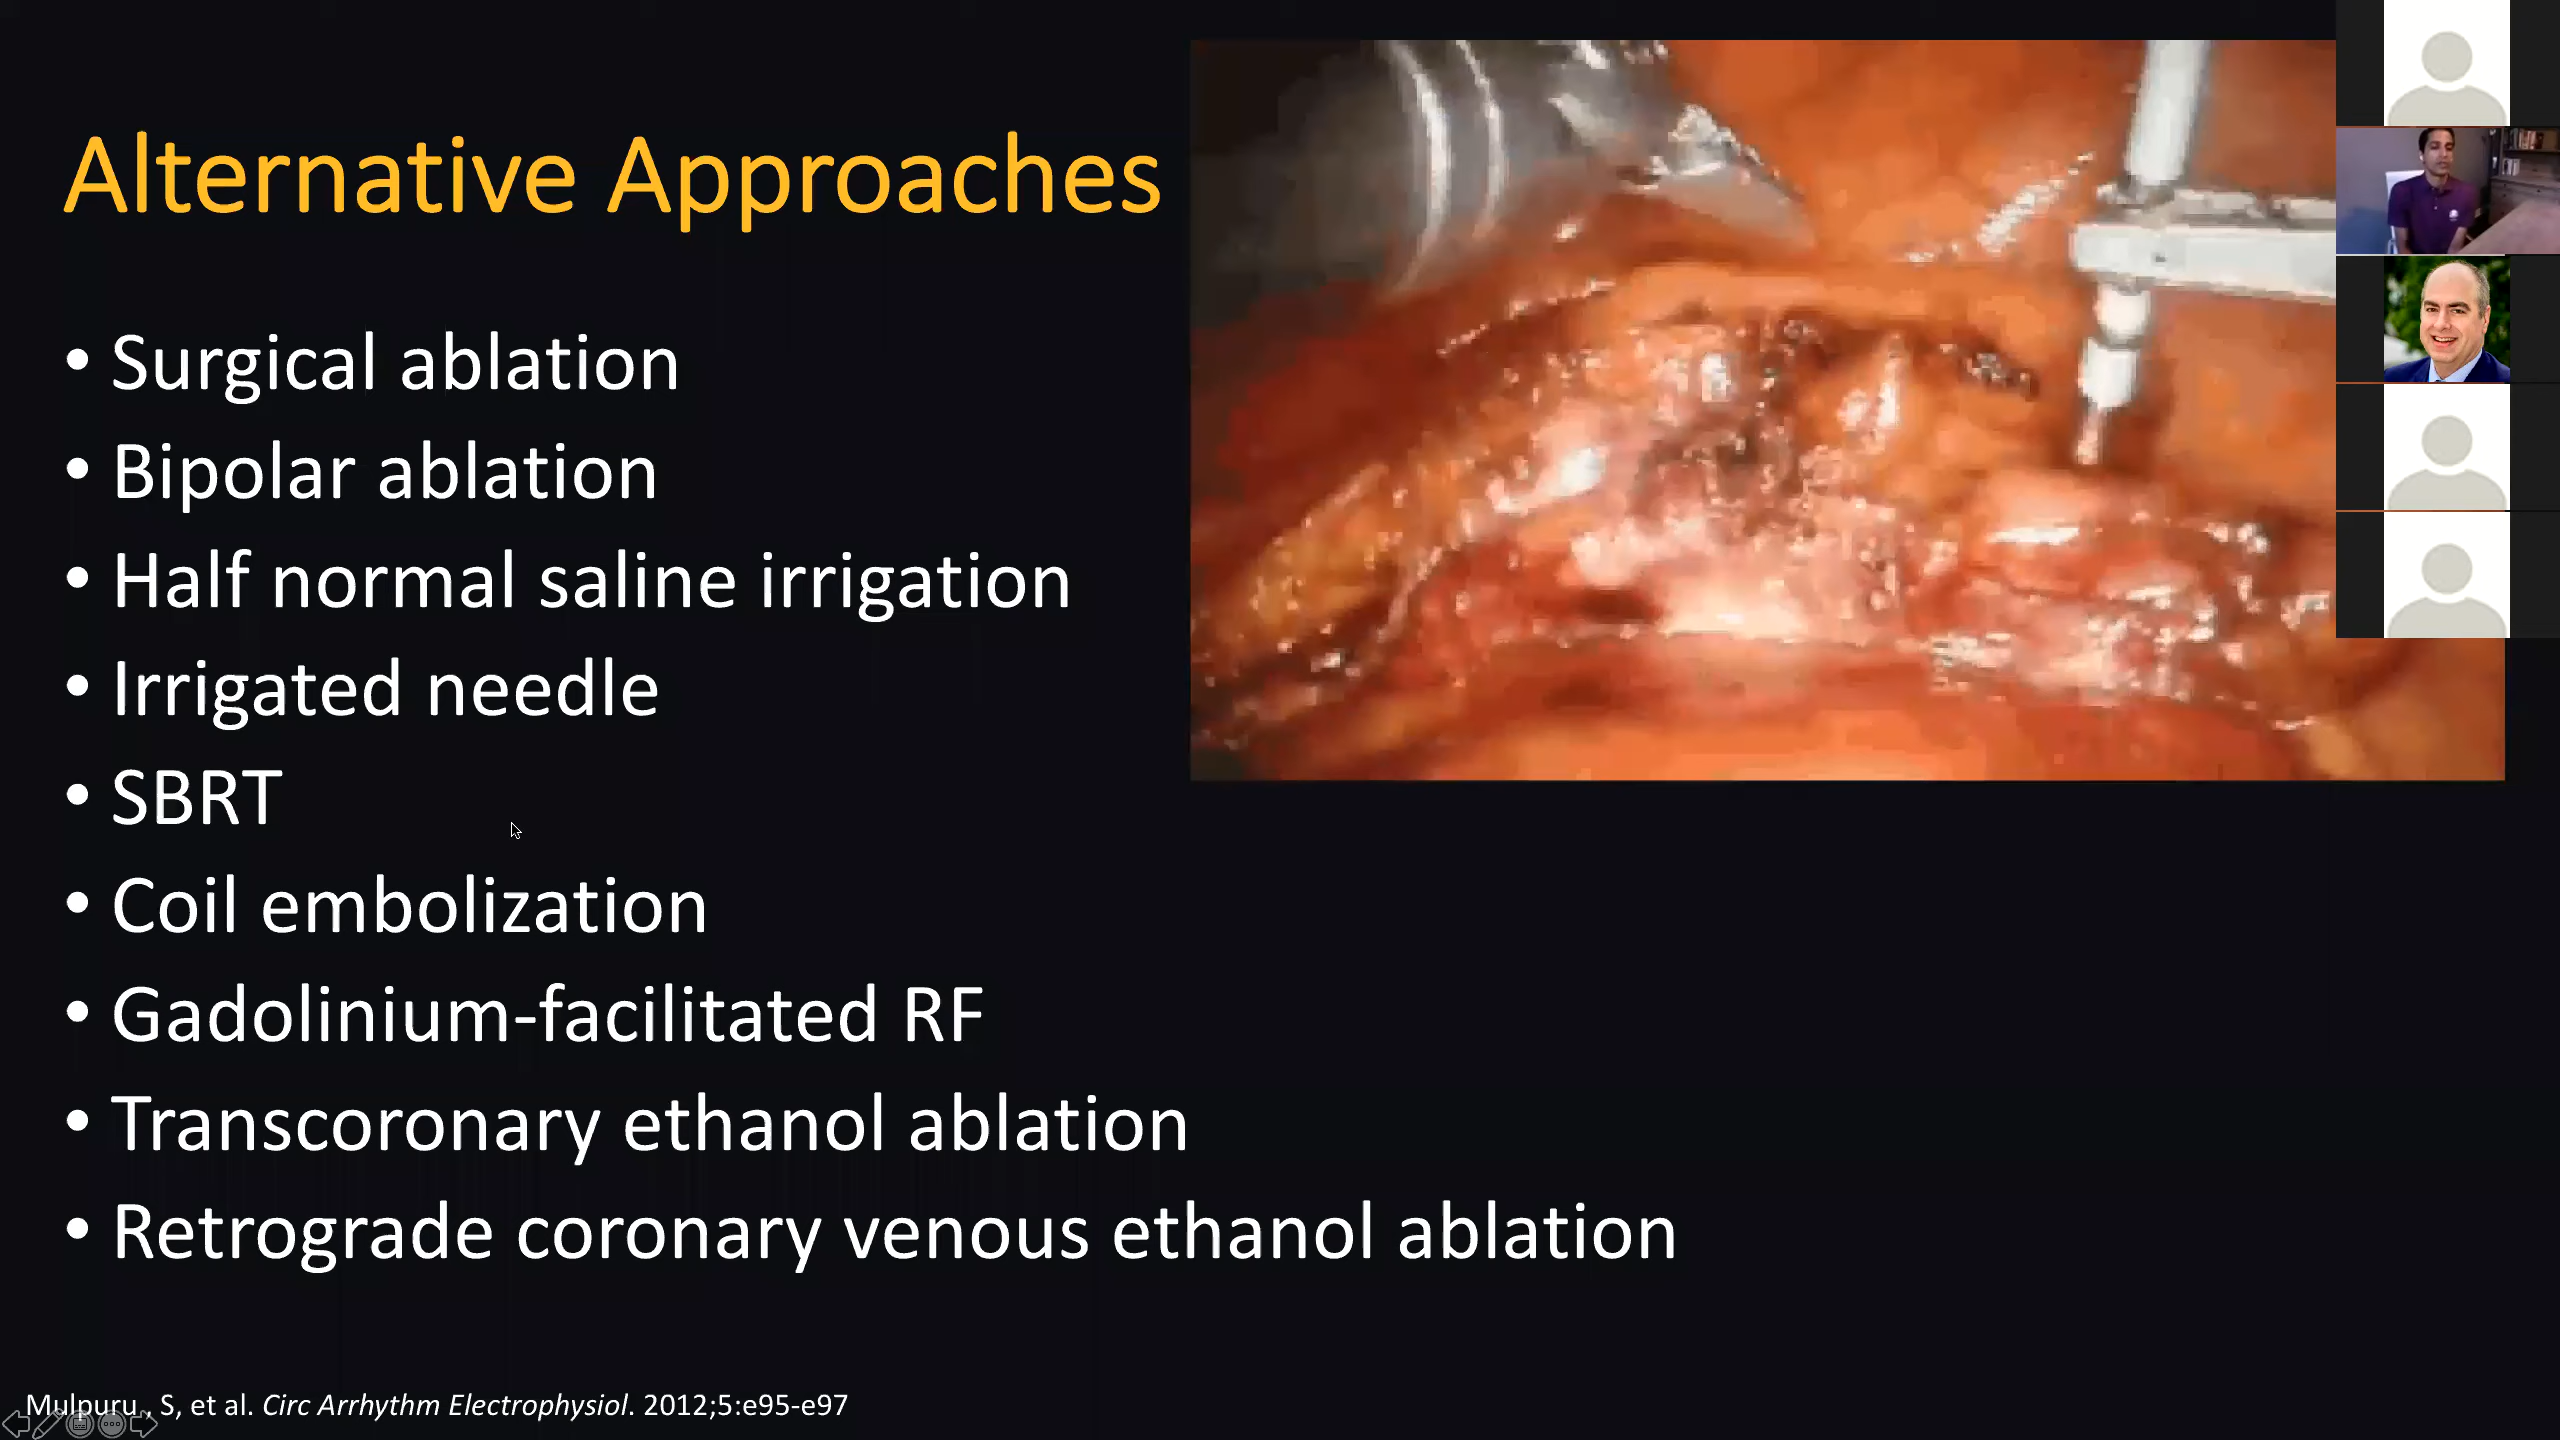 Alternative Approaches
• Surgical ablation
• Bipolar ablation
• Half normal saline irrigation
• Irrigated needle
• SBRT
• Coil embolization
• Gadolinium-facilitated RF
• Transcoronary ethanol ablation
• Retrograde coronary venous ethanol ablation
Mulpuru , S, et al. Circ Arrhythm Electrophysiol. 2012;5:e95-e97